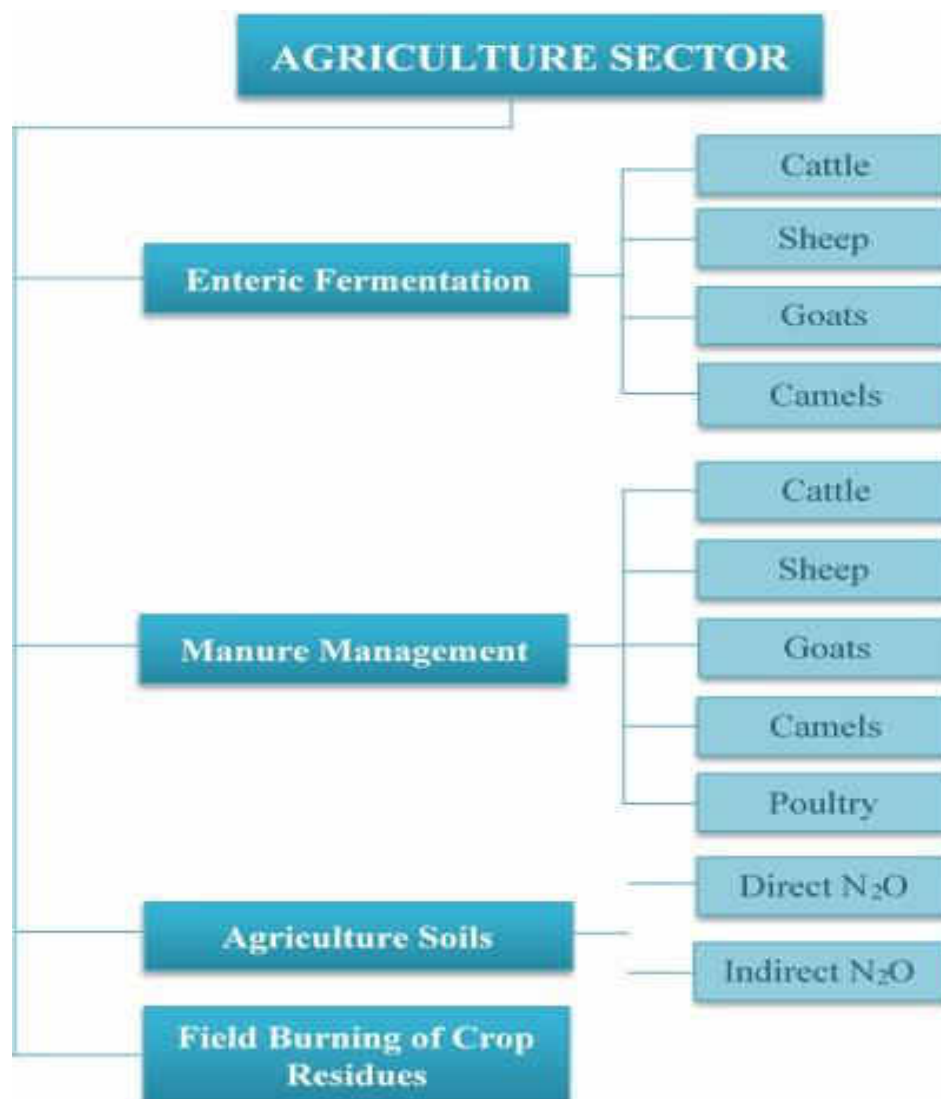 AGRICULTURE SECTOR
Enteric Fermentation
Cattle
Sheep
Goats
Camels
Manure Management
Cattle
Sheep
Goats
Camels
Poultry
Agriculture Soils
Direct N₂O
Indirect N₂O
Field Burning of Crop
Residues